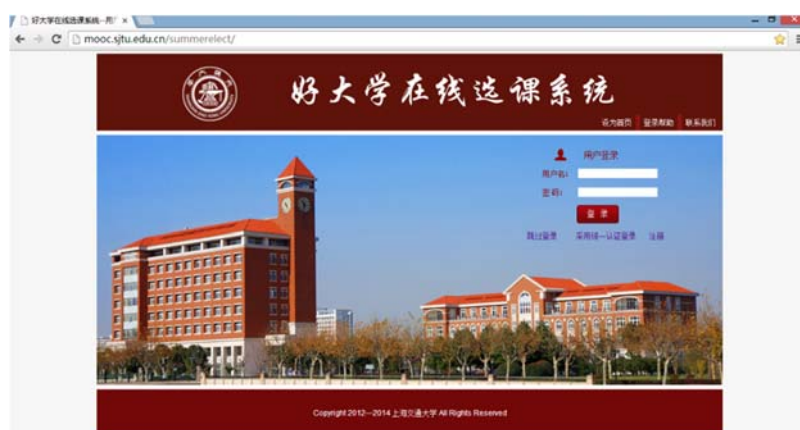 好大学在线选课系统--用户 ×
mooc.sjtu.edu.cn/summerelect/
好大学在线选课系统
设为首页 登录帮助 联系我们
用户登录
用户名:
密码:
登 录
跳过登录 采用统一认证登录 注册
Copyright 2012---2014 上海交通大学 All Rights Reserved